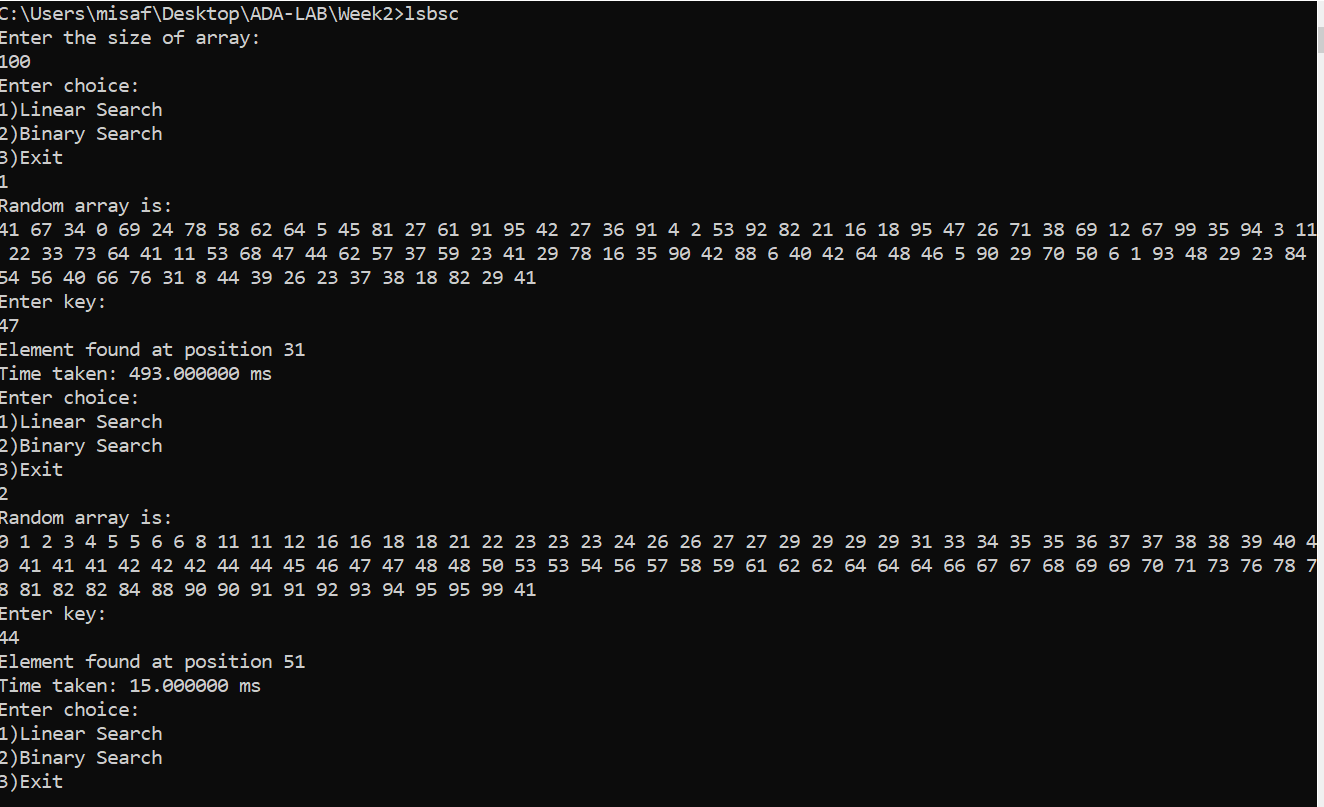 C:\Users\misaf\Desktop\ADA-LAB\Week2>lsbsc
Enter the size of array:
100
Enter choice:
1)Linear Search
2)Binary Search
3)Exit
1
Random array is:
41 67 34 0 69 24 78 58 62 64 5 45 81 27 61 91 95 42 27 36 91 4 2 53 92 82 21 16 18 95 47 26 71 38 69 12 67 99 35 94 3 11
 22 33 73 64 41 11 53 68 47 44 62 57 37 59 23 41 29 78 16 35 90 42 88 6 40 42 64 48 46 5 90 29 70 50 6 1 93 48 29 23 84
54 56 40 66 76 31 8 44 39 26 23 37 38 18 82 29 41
Enter key:
47
Element found at position 31
Time taken: 493.000000 ms
Enter choice:
1)Linear Search
2)Binary Search
3)Exit
2
Random array is:
0 1 2 3 4 5 5 6 6 8 11 11 12 16 16 18 18 21 22 23 23 23 24 26 26 27 27 29 29 29 29 31 33 34 35 35 36 37 37 38 38 39 40 4
0 41 41 41 42 42 42 44 44 45 46 47 47 48 48 50 53 53 54 56 57 58 59 61 62 62 64 64 64 66 67 67 68 69 69 70 71 73 76 78 7
8 81 82 82 84 88 90 90 91 91 92 93 94 95 95 99 41
Enter key:
44
Element found at position 51
Time taken: 15.000000 ms
Enter choice:
1)Linear Search
2)Binary Search
3)Exit